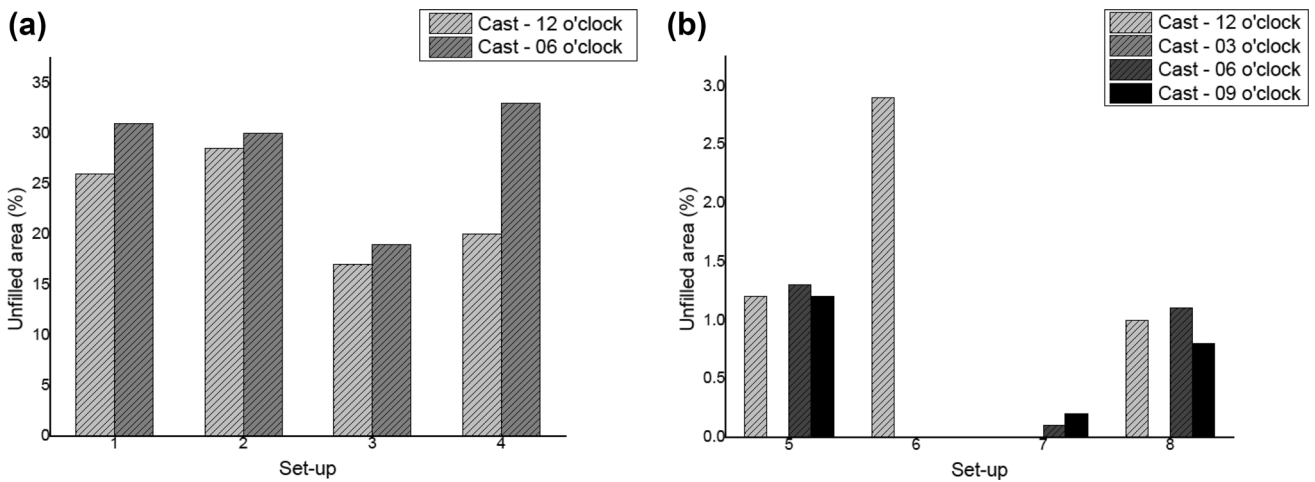 (a)
Cast - 12 o'clock
Cast - 06 o'clock
35
30
25
20
15
10
5
0
Unfilled area (%)
1 2 3 4
Set-up
(b)
Cast - 12 o'clock
Cast - 03 o'clock
Cast - 06 o'clock
Cast - 09 o'clock
3.0
2.5
2.0
1.5
1.0
0.5
0.0
Unfilled area (%)
5 6 7 8
Set-up